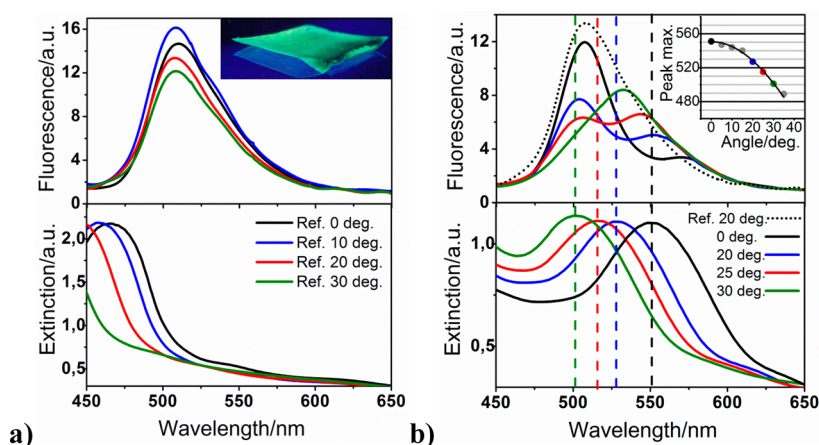 16
12
8
4
0
Fluorescence/a.u.
2,0
1,5
1,0
0,5
Extinction/a.u.
Ref. 0 deg.
Ref. 10 deg.
Ref. 20 deg.
Ref. 30 deg.
450 500 550 600 650
Wavelength/nm
a)
12
8
4
0
Fluorescence/a.u.
560
520
480
Peak max.
0 10 20 30 40
Angle/deg.
1,0
0,5
Extinction/a.u.
Ref. 20 deg.
0 deg.
20 deg.
25 deg.
30 deg.
450 500 550 600 650
Wavelength/nm
b)